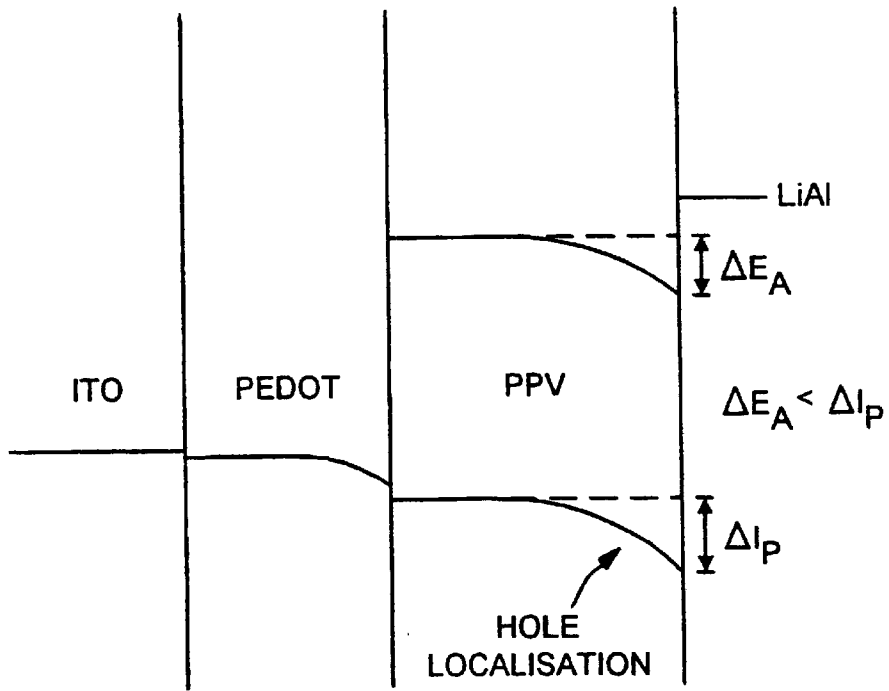 LiAl
ΔE_A
ITO
PEDOT
PPV
ΔE_A < ΔI_P
ΔI_P
HOLE
LOCALISATION